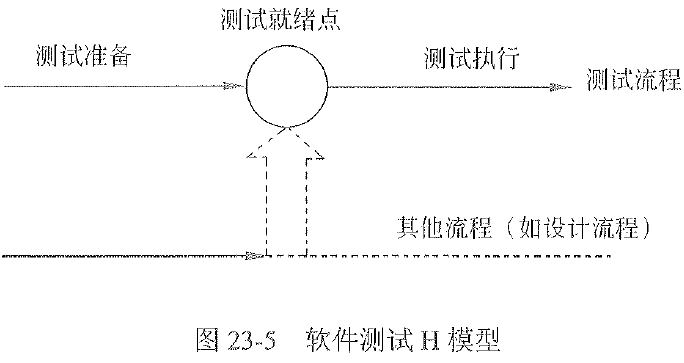 测试就绪点
测试准备
测试执行
测试流程
其他流程（如设计流程）
图 23-5 软件测试 H 模型